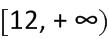 [12, + ∞)